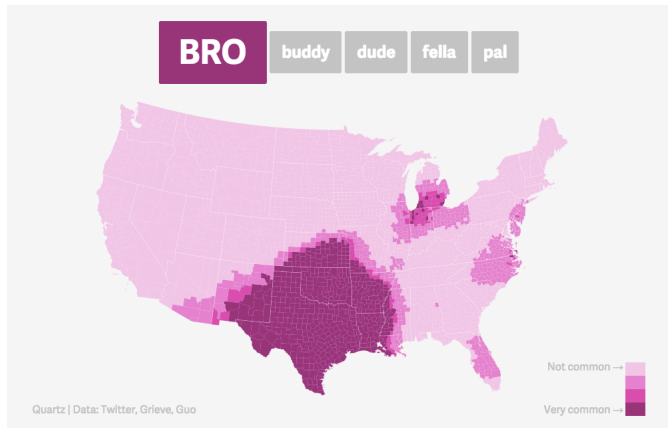 BRO buddy dude fella pal
Not common →
Very common →
Quartz | Data: Twitter, Grieve, Guo